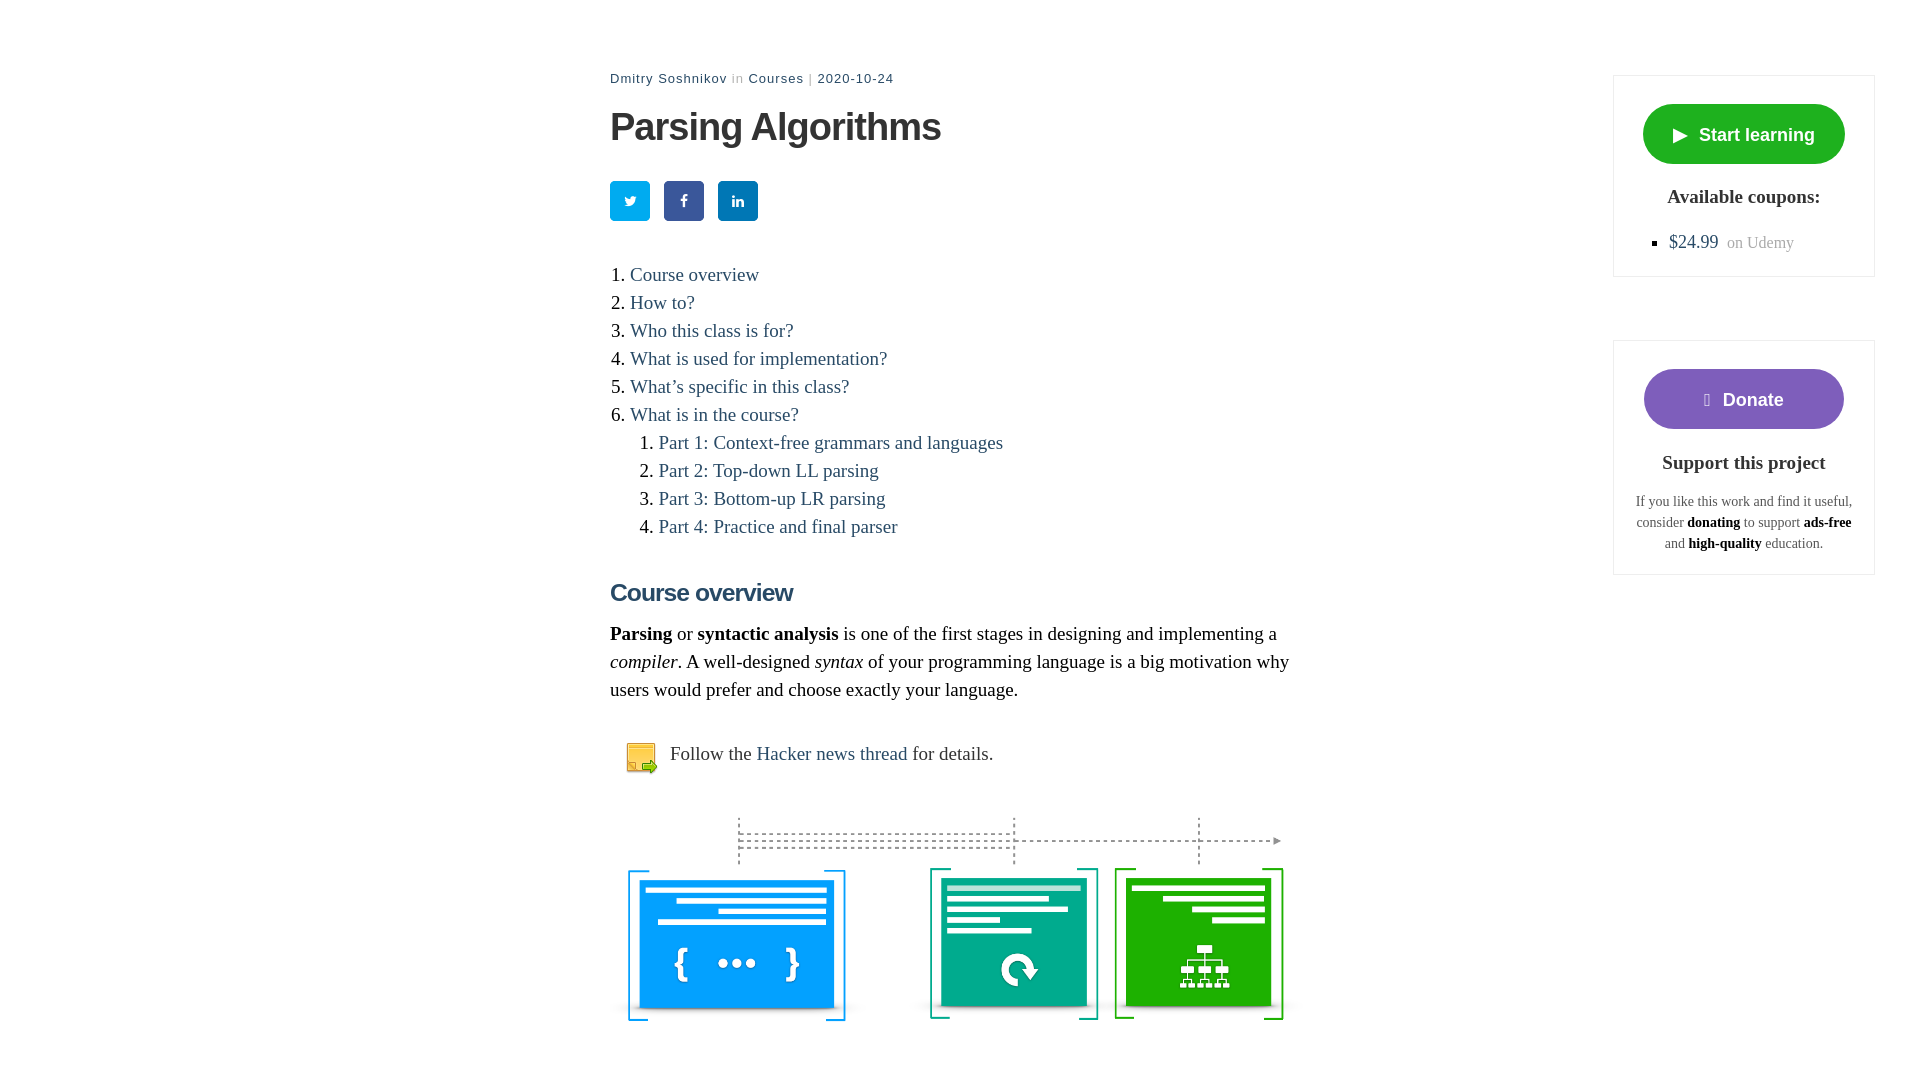 Dmitry Soshnikov in Courses | 2020-10-24
Parsing Algorithms
1. Course overview
2. How to?
3. Who this class is for?
4. What is used for implementation?
5. What’s specific in this class?
6. What is in the course?
1. Part 1: Context-free grammars and languages
2. Part 2: Top-down LL parsing
3. Part 3: Bottom-up LR parsing
4. Part 4: Practice and final parser
Course overview
Parsing or syntactic analysis is one of the first stages in designing and implementing a
compiler. A well-designed syntax of your programming language is a big motivation why
users would prefer and choose exactly your language.
Follow the Hacker news thread for details.
{ ••• }
▶ Start learning
Available coupons:
$24.99 on Udemy
Donate
Support this project
If you like this work and find it useful,
consider donating to support ads-free
and high-quality education.